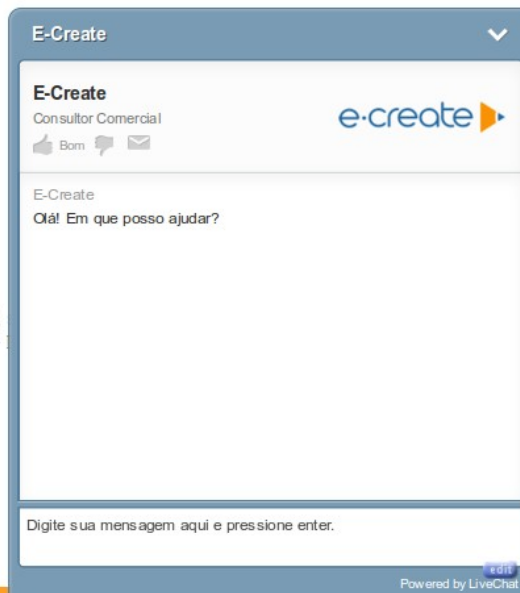 E-Create
E-Create
Consultor Comercial
e·create
Bom
E-Create
Olá! Em que posso ajudar?
Digite sua mensagem aqui e pressione enter.
edit
Powered by LiveChat